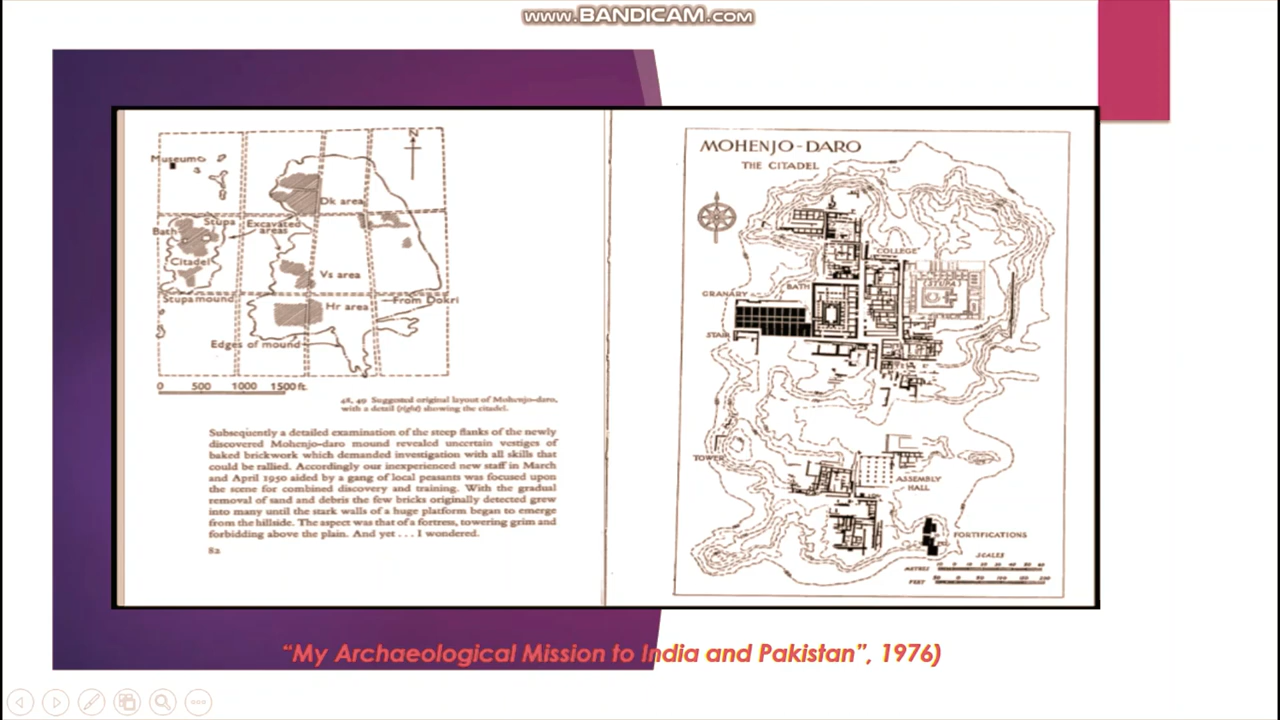 www.BANDICAM.com
N
Museum
Dk area
Stupa
Bath
Excavated
areas
Citadel
Vs area
Stupa mound
From Dokri
Hr area
Edges of mound
0 500 1000 1500 ft.
48, 49 Suggested original layout of Mohenjo-daro,
with a detail (right) showing the citadel.
Subsequently a detailed examination of the steep flanks of the newly
discovered Mohenjo-daro mound revealed uncertain vestiges of
baked brickwork which demanded investigation with all skills that
could be rallied. Accordingly our inexperienced new staff in March
and April 1950 aided by a gang of local peasants was focused upon
the scene for combined discovery and training. With the gradual
removal of sand and debris the few bricks originally detected grew
into many until the stark walls of a huge platform began to emerge
from the hillside. The aspect was that of a fortress, towering grim and
forbidding above the plain. And yet . . . I wondered.
82
MOHENJO-DARO
THE CITADEL
COLLEGE
(STUPA)
BATH
GRANARY
STAIR
TOWER
ASSEMBLY
HALL
FORTIFICATIONS
SCALES
METRES
FEET
“My Archaeological Mission to India and Pakistan”, 1976)